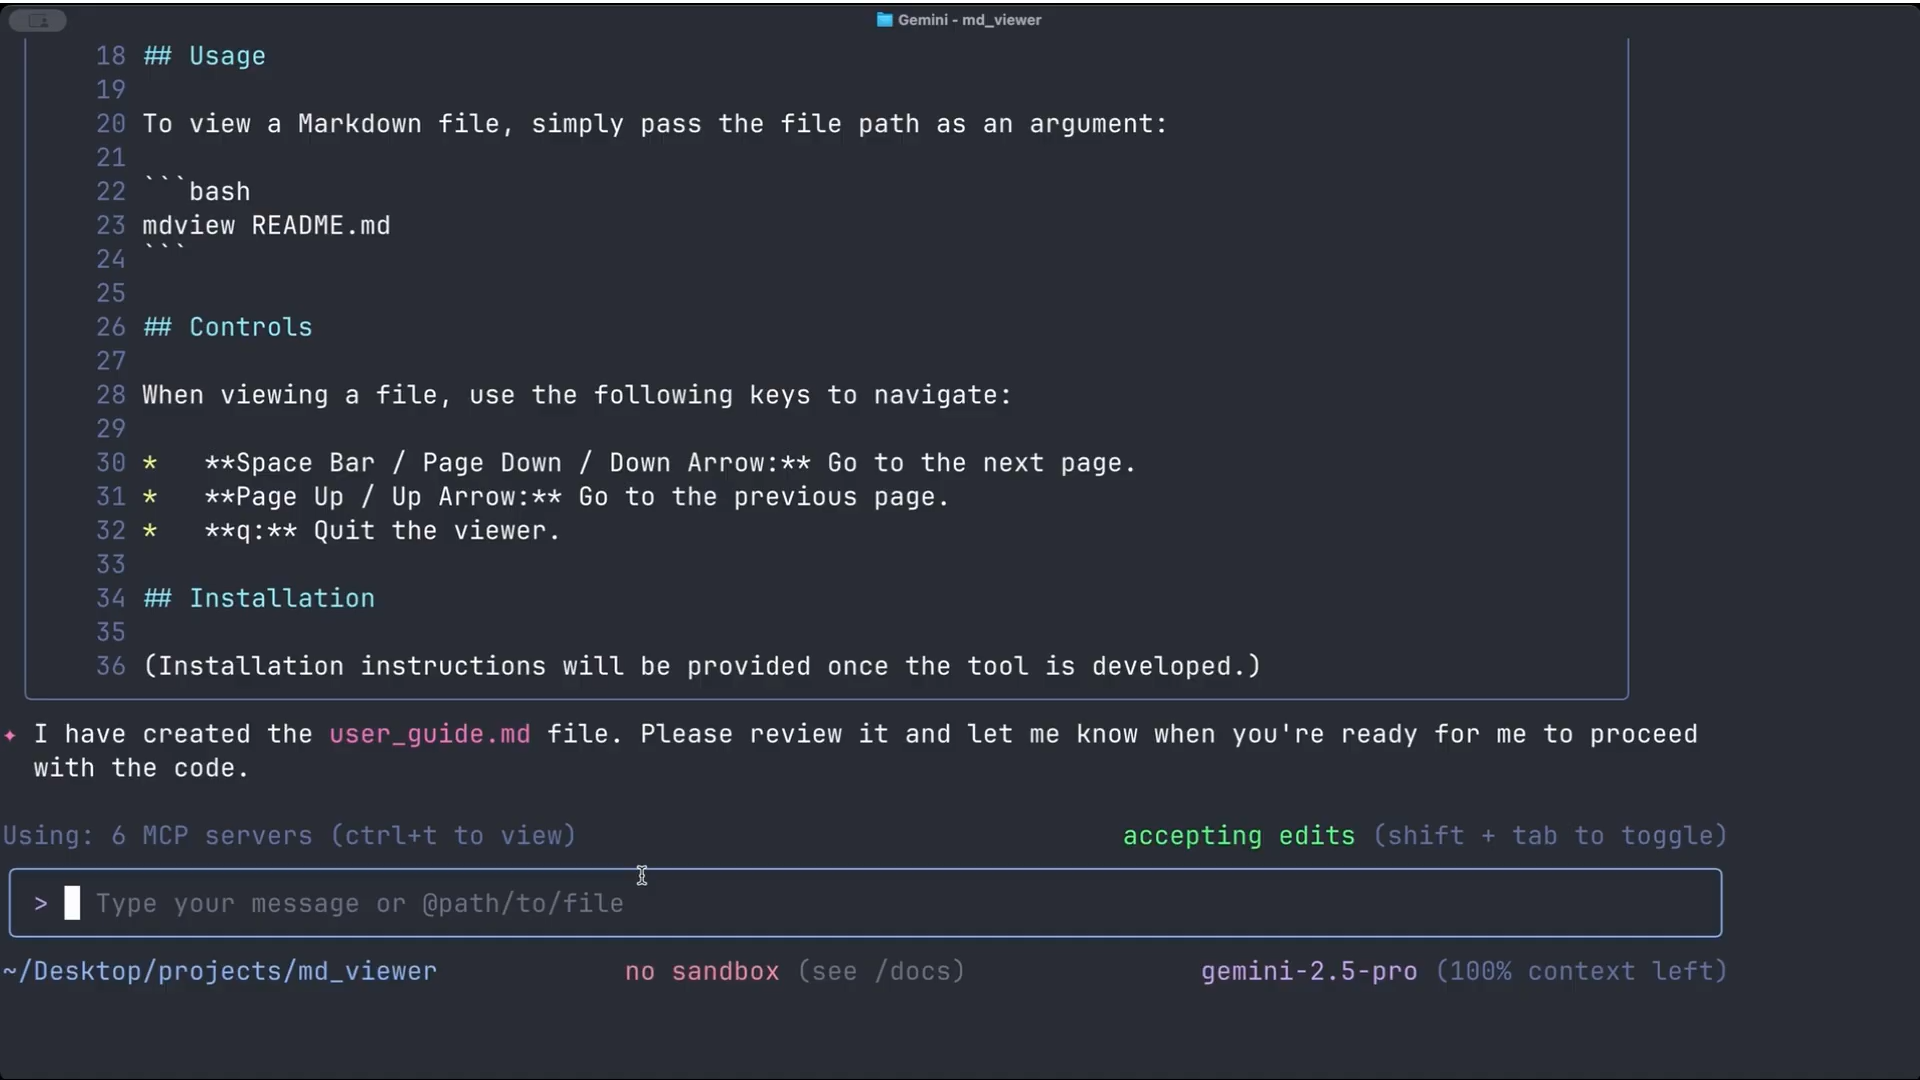 Gemini - md_viewer
18 ## Usage
19
20 To view a Markdown file, simply pass the file path as an argument:
21
22 ```bash
23 mdview README.md
24 ```
25
26 ## Controls
27
28 When viewing a file, use the following keys to navigate:
29
30 *   **Space Bar / Page Down / Down Arrow:** Go to the next page.
31 *   **Page Up / Up Arrow:** Go to the previous page.
32 *   **q:** Quit the viewer.
33
34 ## Installation
35
36 (Installation instructions will be provided once the tool is developed.)
✦ I have created the user_guide.md file. Please review it and let me know when you're ready for me to proceed
with the code.
Using: 6 MCP servers (ctrl+t to view) accepting edits (shift + tab to toggle)
> Type your message or @path/to/file
~/Desktop/projects/md_viewer no sandbox (see /docs) gemini-2.5-pro (100% context left)